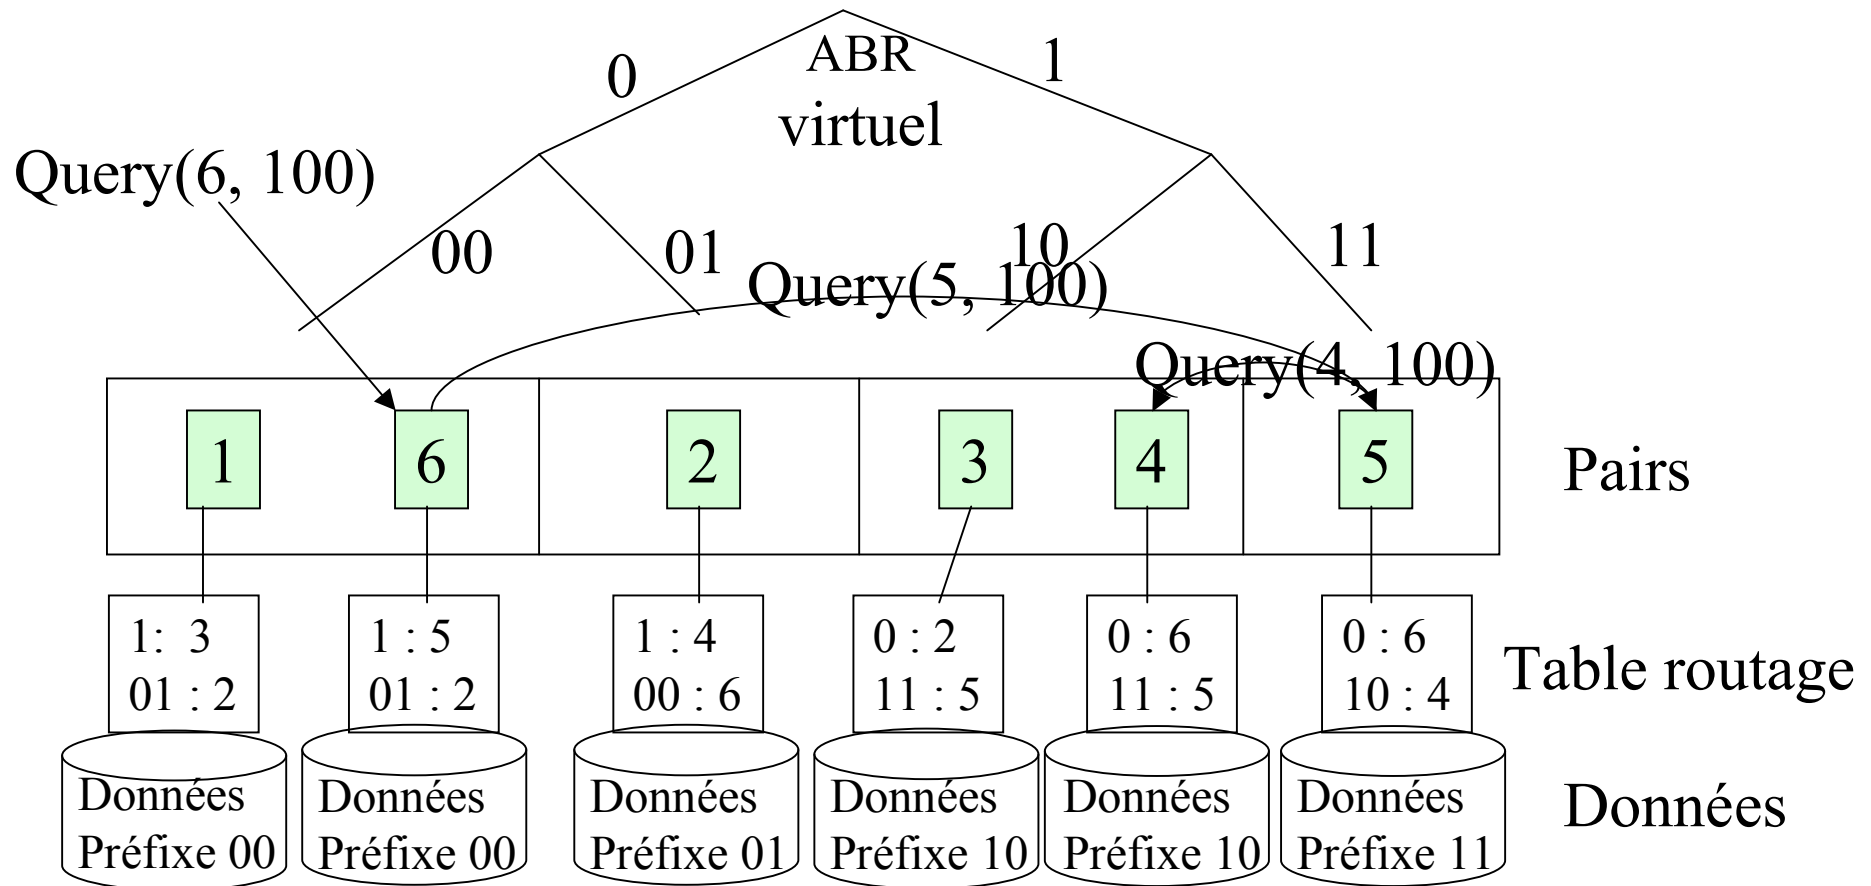 ABR
virtuel
0
1
Query(6, 100)
00
01
10
11
Query(5, 100)
Query(4, 100)
1
6
2
3
4
5
Pairs
1: 3
01 : 2
1 : 5
01 : 2
1 : 4
00 : 6
0 : 2
11 : 5
0 : 6
11 : 5
0 : 6
10 : 4
Table routage
Données
Préfixe 00
Données
Préfixe 00
Données
Préfixe 01
Données
Préfixe 10
Données
Préfixe 10
Données
Préfixe 11
Données